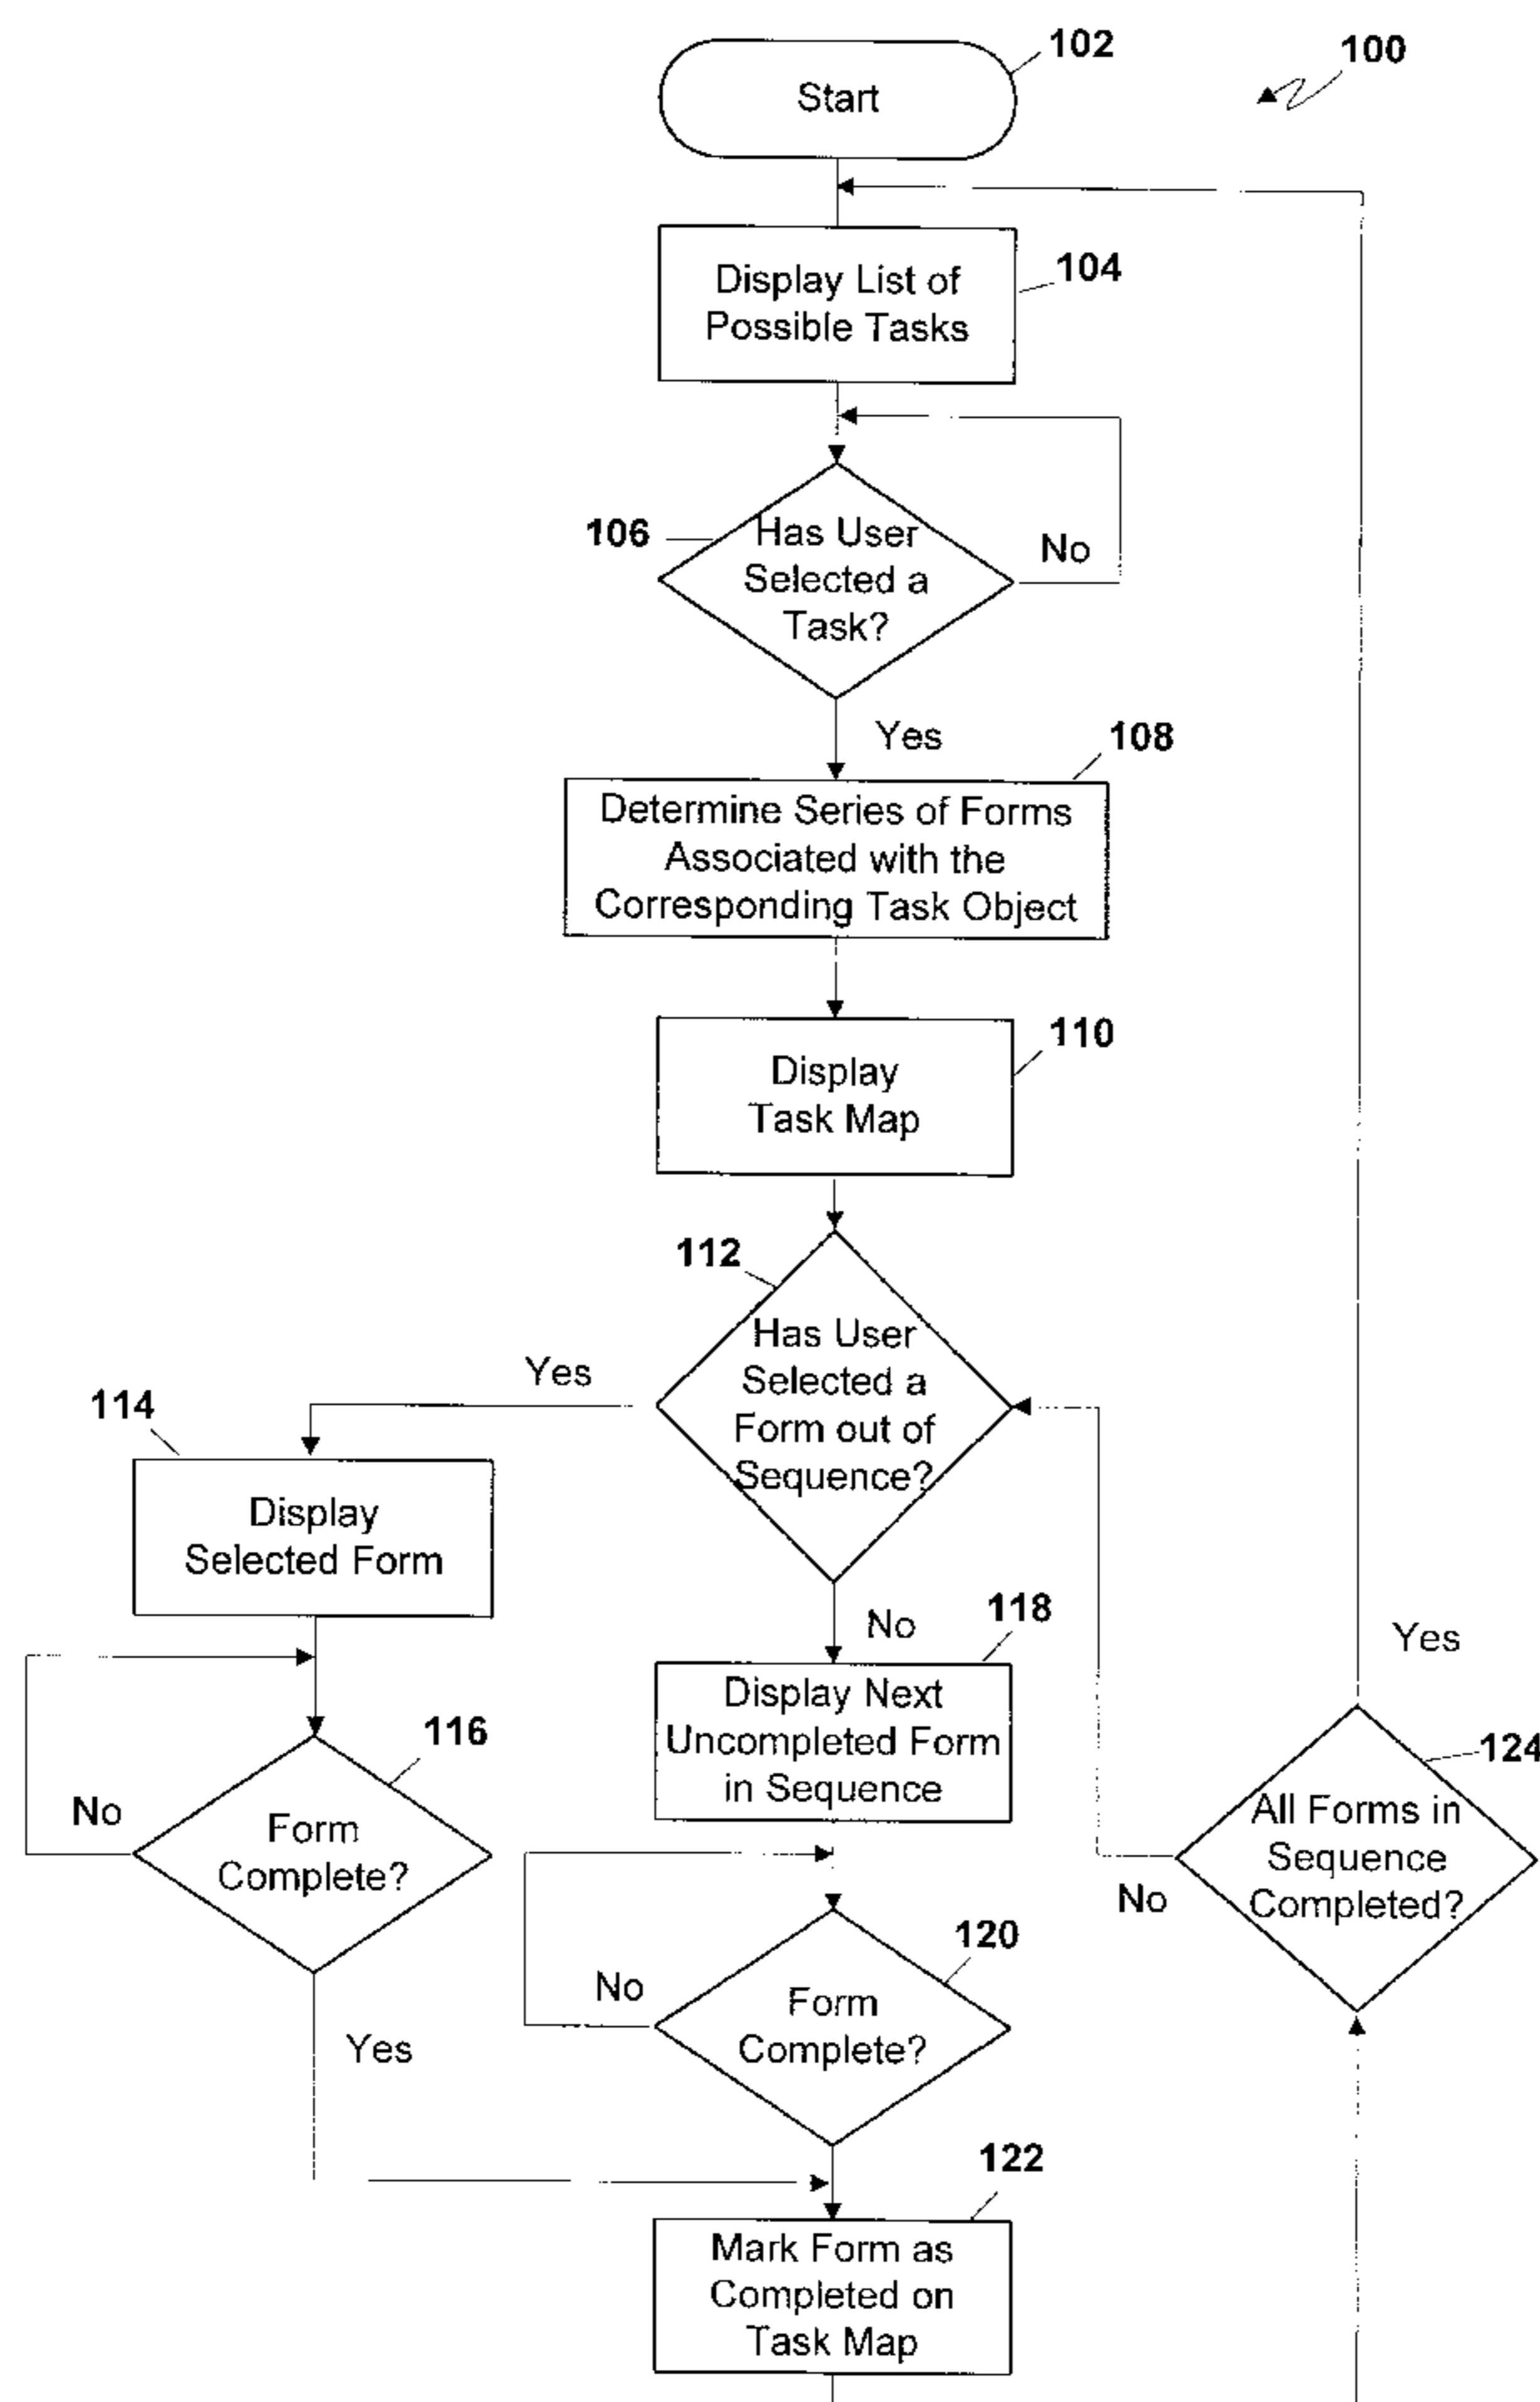 102
100
Start
104
Display List of
Possible Tasks
106
Has User
Selected a
Task?
No
Yes
108
Determine Series of Forms
Associated with the
Corresponding Task Object
110
Display
Task Map
112
Has User
Selected a
Form out of
Sequence?
Yes
114
Display
Selected Form
No
118
Display Next
Uncompleted Form
in Sequence
Yes
116
Form
Complete?
No
124
All Forms in
Sequence
Completed?
No
120
Form
Complete?
No
Yes
122
Mark Form as
Completed on
Task Map